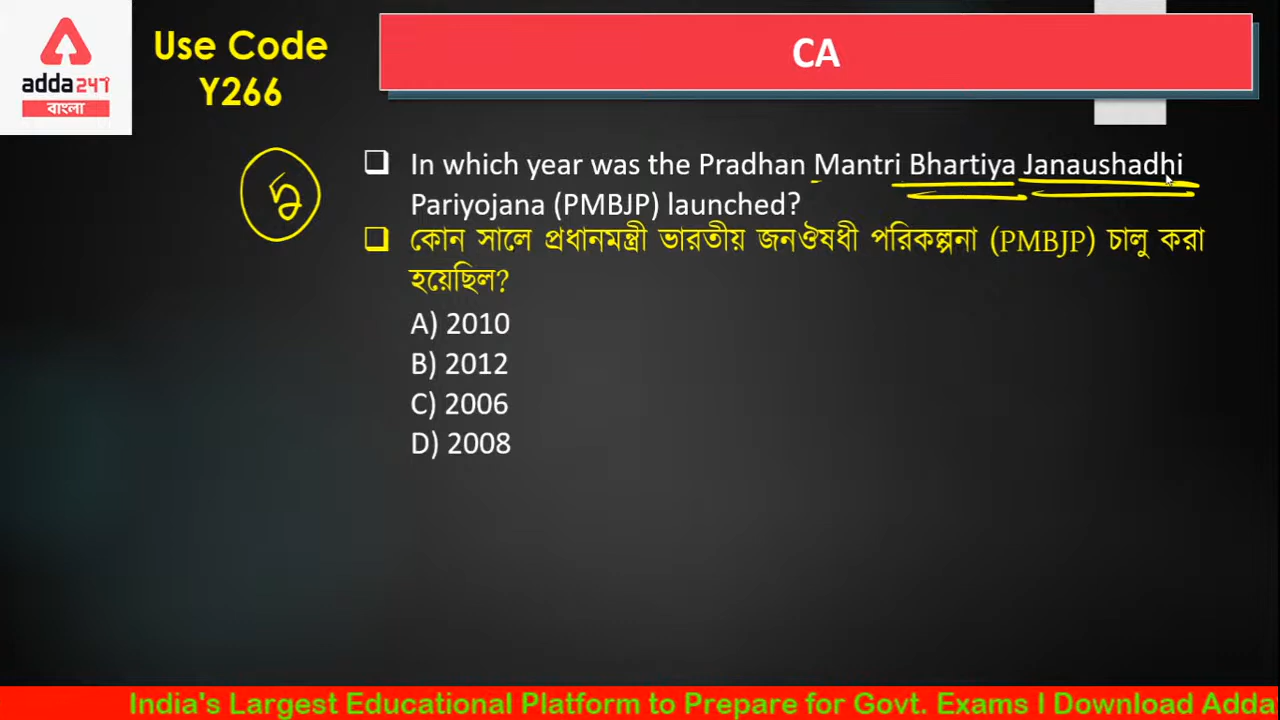 adda247
বাংলা
Use Code
Y266
CA
5
In which year was the Pradhan Mantri Bhartiya Janaushadhi
Pariyojana (PMBJP) launched?
কোন সালে প্রধানমন্ত্রী ভারতীয় জনঔষধী পরিকল্পনা (PMBJP) চালু করা
হয়েছিল?
A) 2010
B) 2012
C) 2006
D) 2008
India's Largest Educational Platform to Prepare for Govt. Exams I Download Adda